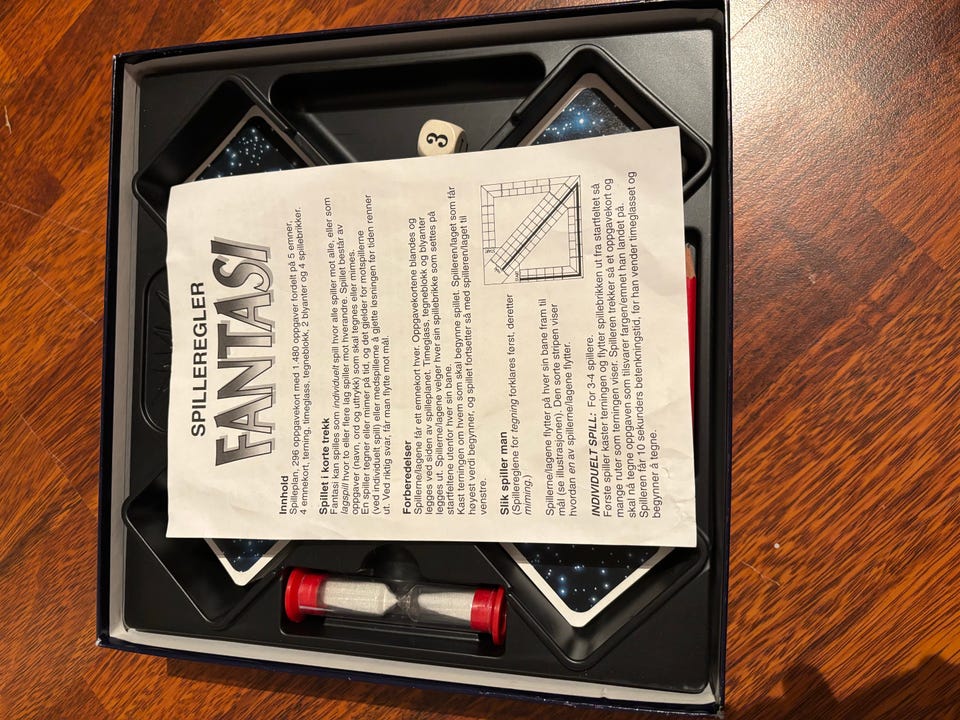 SPILLEREGLER
FANTASI
Innhold
Spilleplan, 296 oppgavekort med 1.480 oppgaver fordelt på 5 emner,
4 emnekort, terning, timeglass, tegneblokk, 2 blyanter og 4 spillebrikker.
Spillet i korte trekk
Fantasi kan spilles som individuelt spill hvor alle spiller mot alle, eller som
lagspill hvor to eller flere lag spiller mot hverandre. Spillet består av
oppgaver (navn, ord og uttrykk) som skal tegnes eller mimes.
En spiller tegner eller mimer på tid, og det gjelder for motspillerne
(ved individuelt spill) eller medspillerne å gjette løsningen før tiden renner
ut. Ved riktig svar, får man flytte mot mål.
Forberedelser
Spillerne/lagene får ett emnekort hver. Oppgavekortene blandes og
legges ved siden av spilleplanet. Timeglass, tegneblokk og blyanter
legges ut. Spillerne/lagene velger hver sin spillebrikke som settes på
startfeltene utenfor hver sin bane.
Kast terningen om hvem som skal begynne spillet. Spilleren/laget som får
høyest verdi begynner, og spillet fortsetter så med spilleren/laget til
venstre.
Slik spiller man
(Spillereglene for tegning forklares først, deretter
miming.)
Spillerne/lagene flytter på hver sin bane fram til
mål (se illustrasjonen). Den sorte stripen viser
hvordan en av spillerne/lagene flytter.
START
INDIVIDUELT SPILL: For 3-4 spillere.
Første spiller kaster terningen og flytter spillebrikken ut fra startfeltet så
mange ruter som terningen viser. Spilleren trekker så et oppgavekort og
skal nå tegne oppgaven som tilsvarer fargen/emnet han landet på.
Spilleren får 10 sekunders betenkningstid, før han vender timeglasset og
begynner å tegne.
3